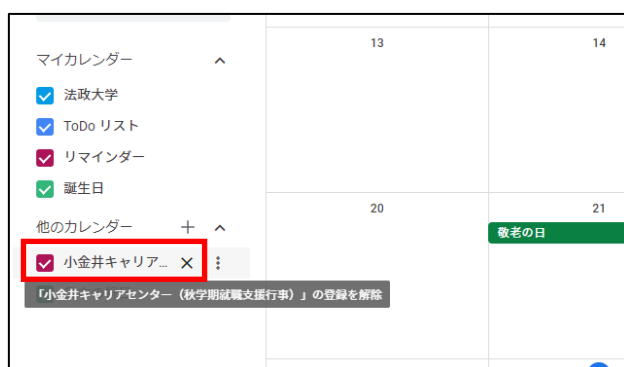 13
14
マイカレンダー
法政大学
ToDo リスト
リマインダー
誕生日
20
21
他のカレンダー
敬老の日
小金井キャリア...
「小金井キャリアセンター（秋学期就職支援行事）」の登録を解除